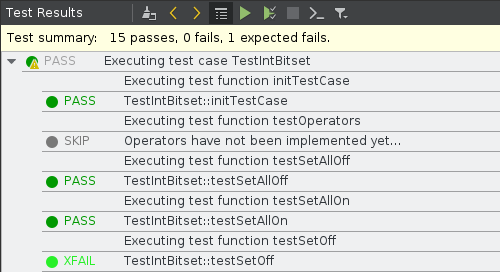 Test Results
Test summary: 15 passes, 0 fails, 1 expected fails.
PASS Executing test case TestIntBitset
Executing test function initTestCase
PASS TestIntBitset::initTestCase
Executing test function testOperators
SKIP Operators have not been implemented yet...
Executing test function testSetAllOff
PASS TestIntBitset::testSetAllOff
Executing test function testSetAllOn
PASS TestIntBitset::testSetAllOn
Executing test function testSetOff
XFAIL TestIntBitset::testSetOff